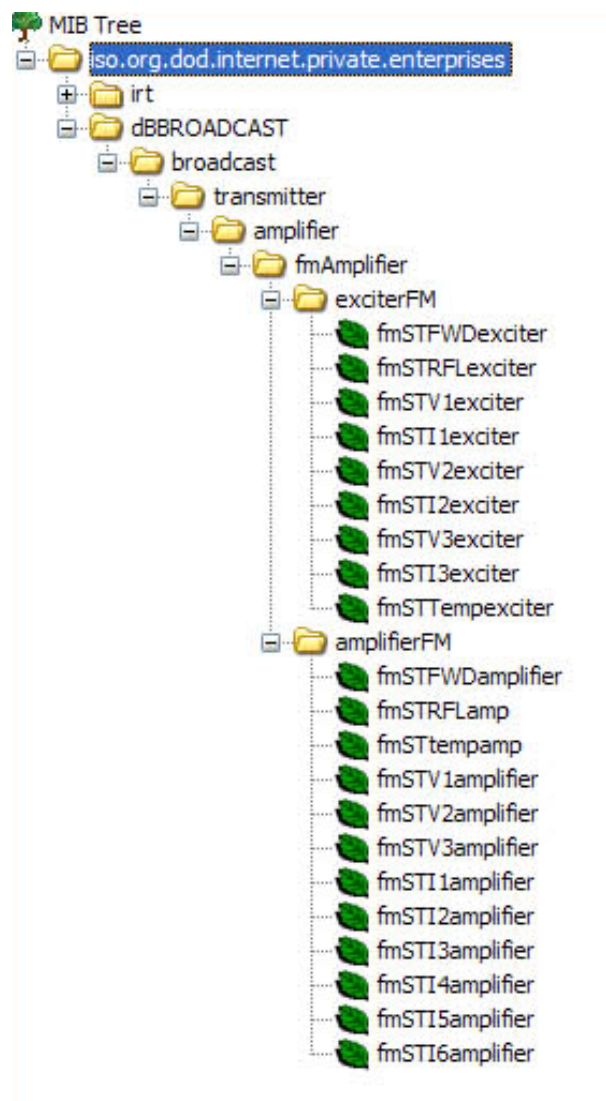 MIB Tree
iso.org.dod.internet.private.enterprises
irt
dBBROADCAST
broadcast
transmitter
amplifier
fmAmplifier
exciterFM
fmSTFWDexciter
fmSTRFLexciter
fmSTV1exciter
fmSTI1exciter
fmSTV2exciter
fmSTI2exciter
fmSTV3exciter
fmSTI3exciter
fmSTTempexciter
amplifierFM
fmSTFWDamplifier
fmSTRFLamp
fmSTtempamp
fmSTV1amplifier
fmSTV2amplifier
fmSTV3amplifier
fmSTI1amplifier
fmSTI2amplifier
fmSTI3amplifier
fmSTI4amplifier
fmSTI5amplifier
fmSTI6amplifier